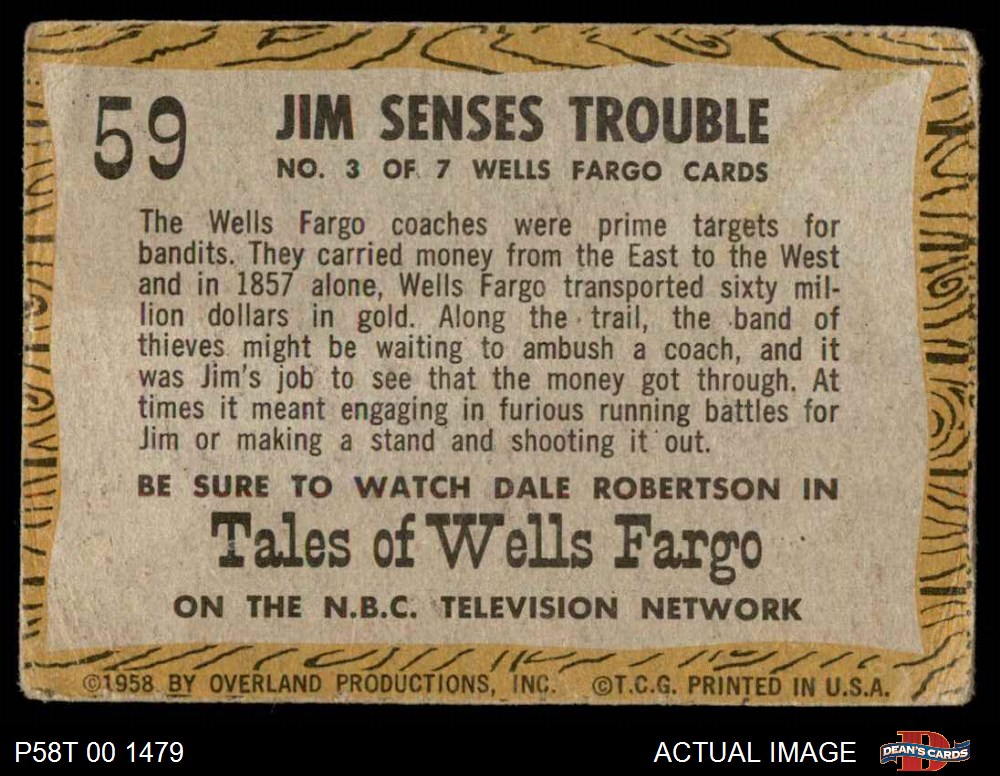 59
JIM SENSES TROUBLE
NO. 3 OF 7 WELLS FARGO CARDS
The Wells Fargo coaches were prime targets for
bandits. They carried money from the East to the West
and in 1857 alone, Wells Fargo transported sixty mil-
lion dollars in gold. Along the trail, the band of
thieves might be waiting to ambush a coach, and it
was Jim's job to see that the money got through. At
times it meant engaging in furious running battles for
Jim or making a stand and shooting it out.
BE SURE TO WATCH DALE ROBERTSON IN
Tales of Wells Fargo
ON THE N.B.C. TELEVISION NETWORK
©1958 BY OVERLAND PRODUCTIONS, INC. ©T.C.G. PRINTED IN U.S.A.
P58T 00 1479
ACTUAL IMAGE
D
DEAN'S CARDS